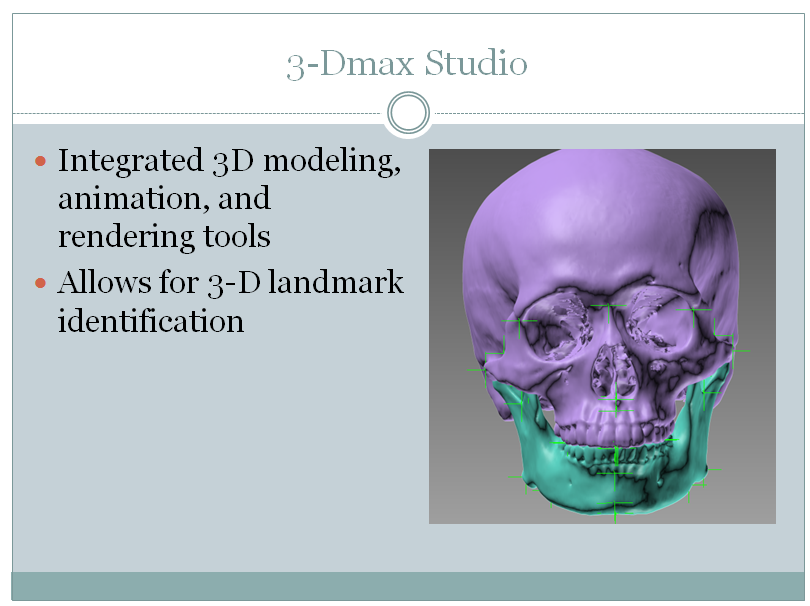 3-Dmax Studio
• Integrated 3D modeling,
animation, and
rendering tools
• Allows for 3-D landmark
identification